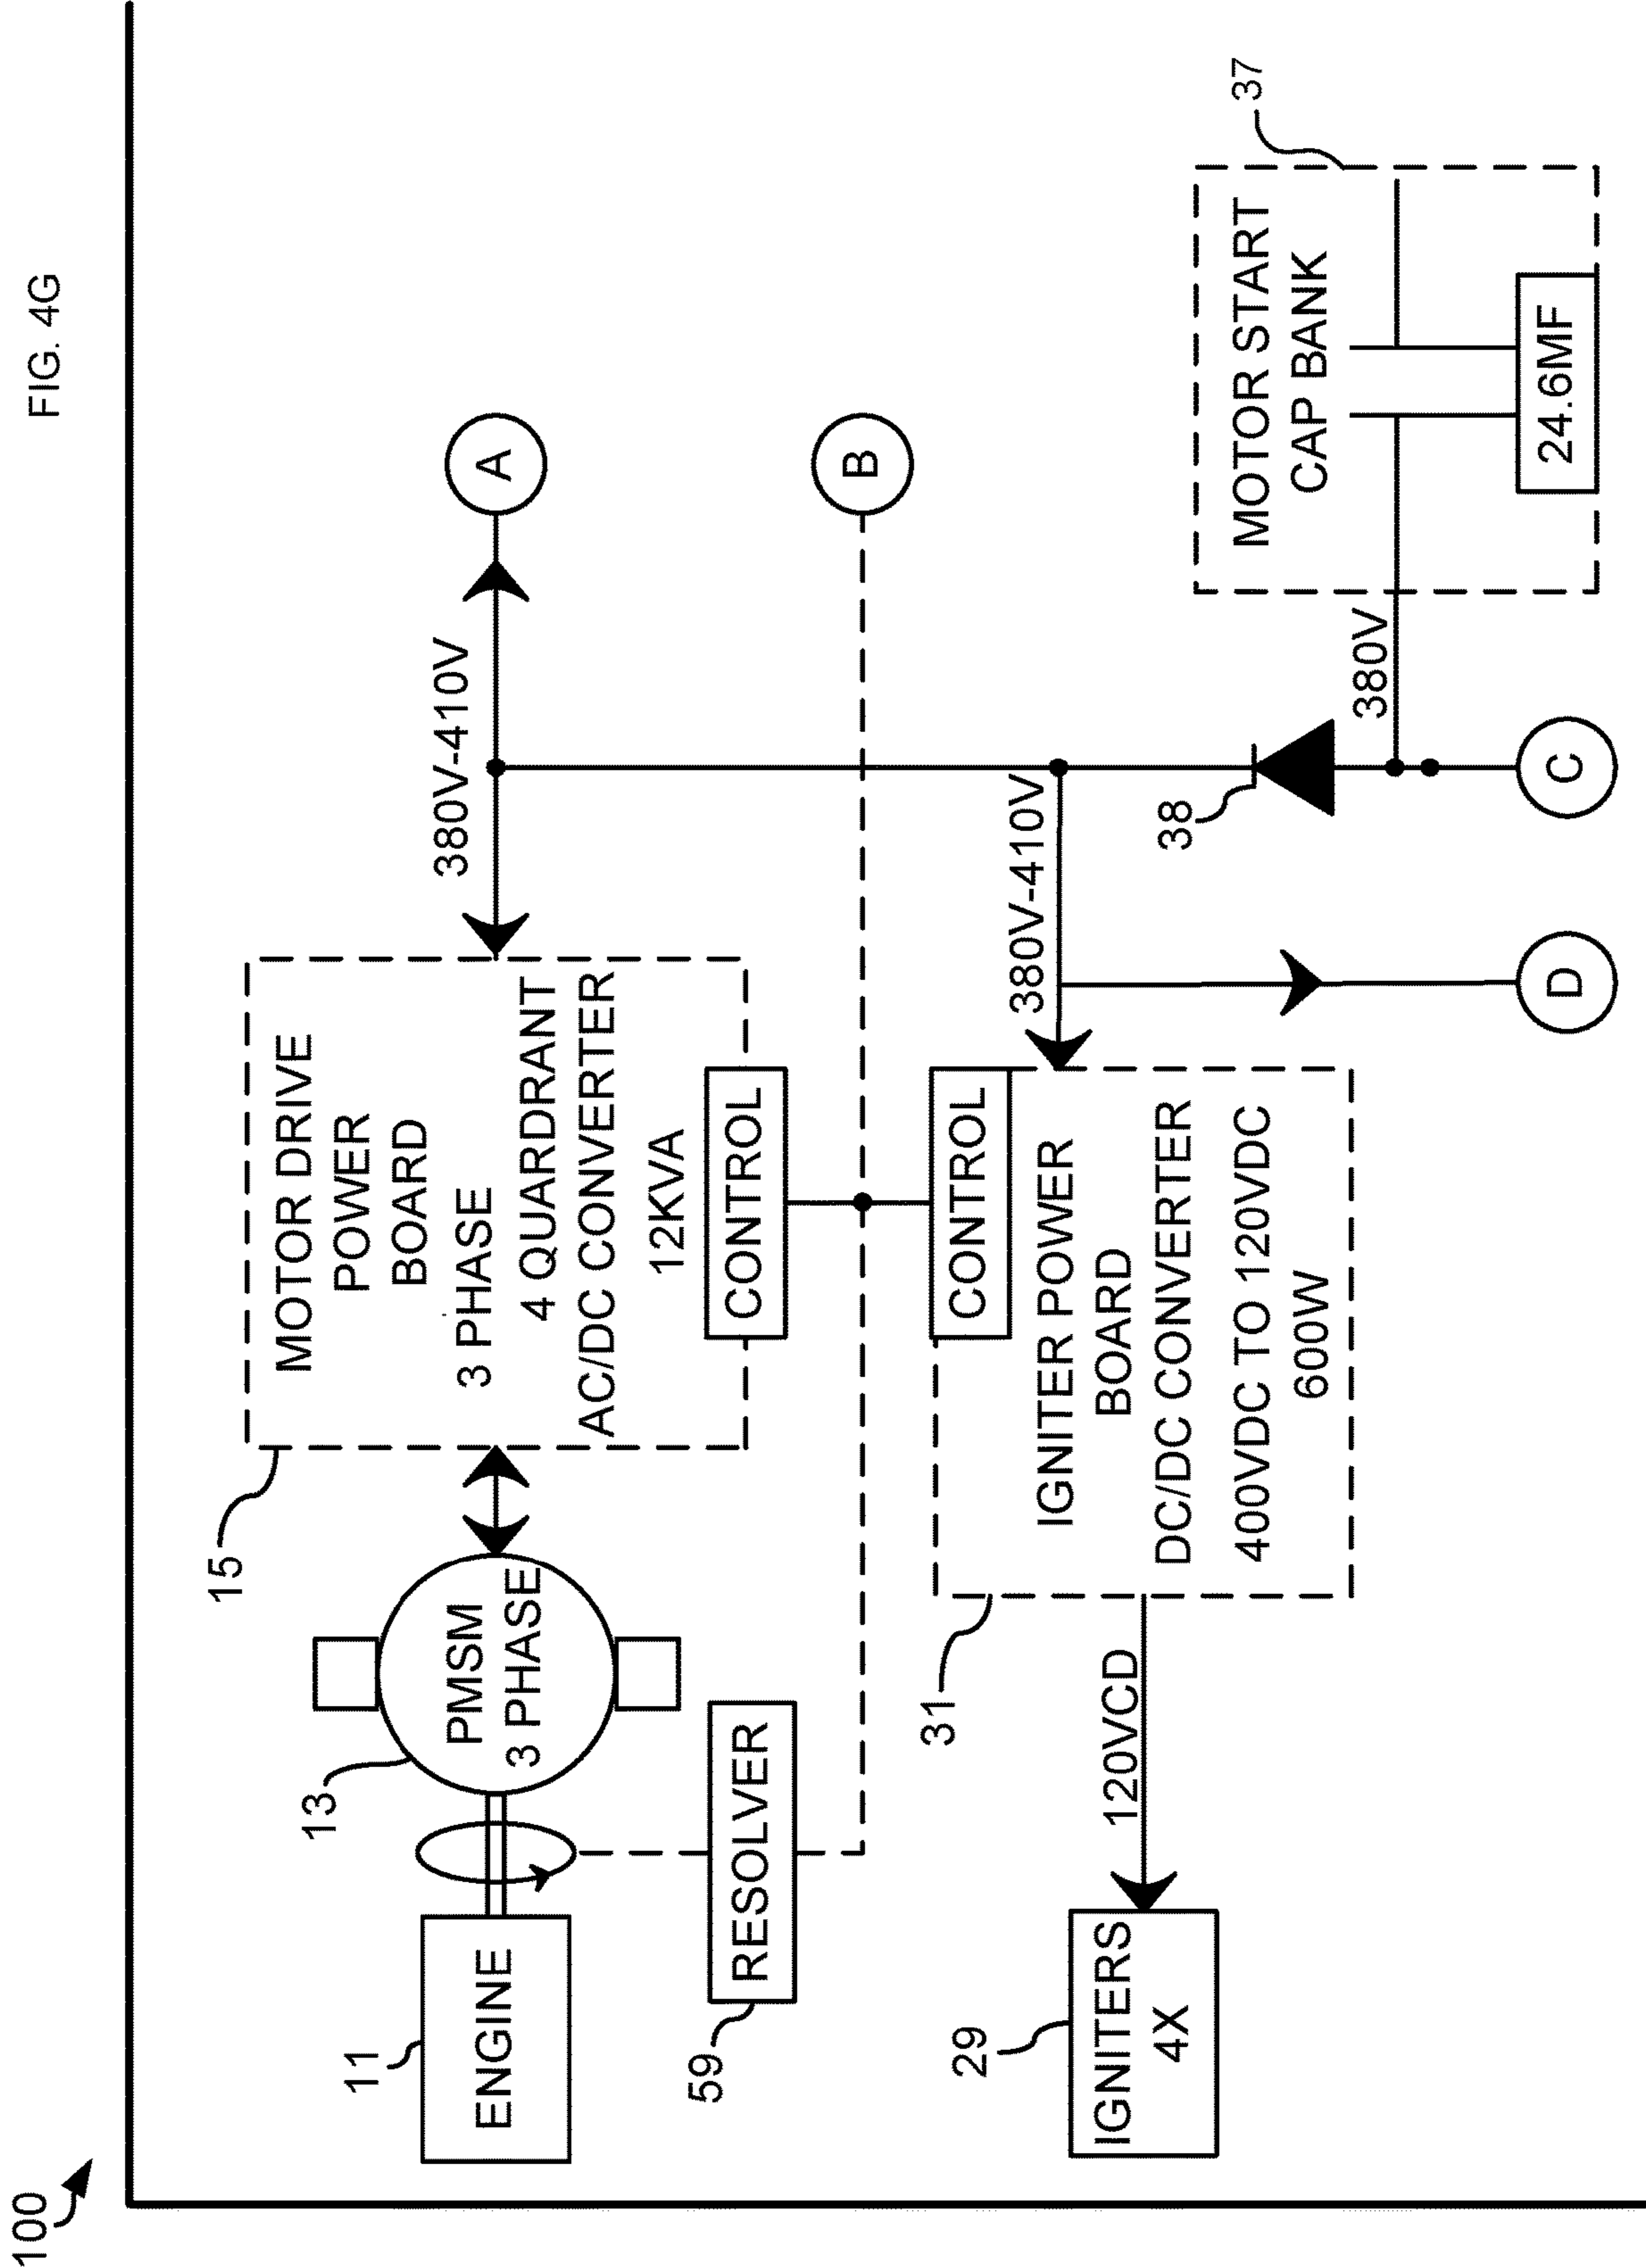 100
FIG. 4G
11
ENGINE
13
PMSM
3 PHASE
15
MOTOR DRIVE
POWER
BOARD
3 PHASE
4 QUARDRANT
AC/DC CONVERTER
12KVA
CONTROL
380V-410V
A
59
RESOLVER
B
29
IGNITERS
4X
120VCD
31
CONTROL
IGNITER POWER
BOARD
DC/DC CONVERTER
400VDC TO 120VDC
600W
380V-410V
D
38
380V
C
37
MOTOR START
CAP BANK
24.6MF